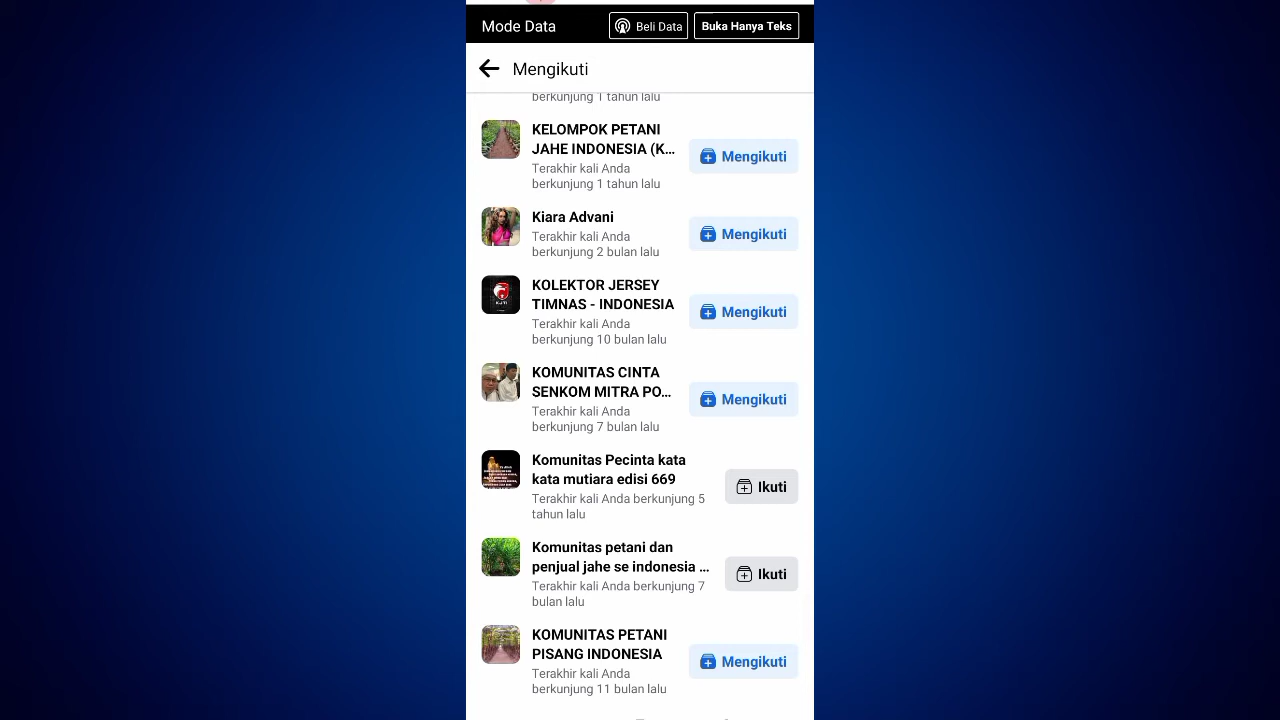 Mode Data
Beli Data
Buka Hanya Teks
Mengikuti
berkunjung 1 tahun lalu
KELOMPOK PETANI
JAHE INDONESIA (K...
Terakhir kali Anda
berkunjung 1 tahun lalu
Mengikuti
Kiara Advani
Terakhir kali Anda
berkunjung 2 bulan lalu
Mengikuti
KOLEKTOR JERSEY
TIMNAS - INDONESIA
Terakhir kali Anda
berkunjung 10 bulan lalu
Mengikuti
KOMUNITAS CINTA
SENKOM MITRA PO...
Terakhir kali Anda
berkunjung 7 bulan lalu
Mengikuti
Komunitas Pecinta kata
kata mutiara edisi 669
Terakhir kali Anda berkunjung 5
tahun lalu
Ikuti
Komunitas petani dan
penjual jahe se indonesia ...
Terakhir kali Anda berkunjung 7
bulan lalu
Ikuti
KOMUNITAS PETANI
PISANG INDONESIA
Terakhir kali Anda
berkunjung 11 bulan lalu
Mengikuti